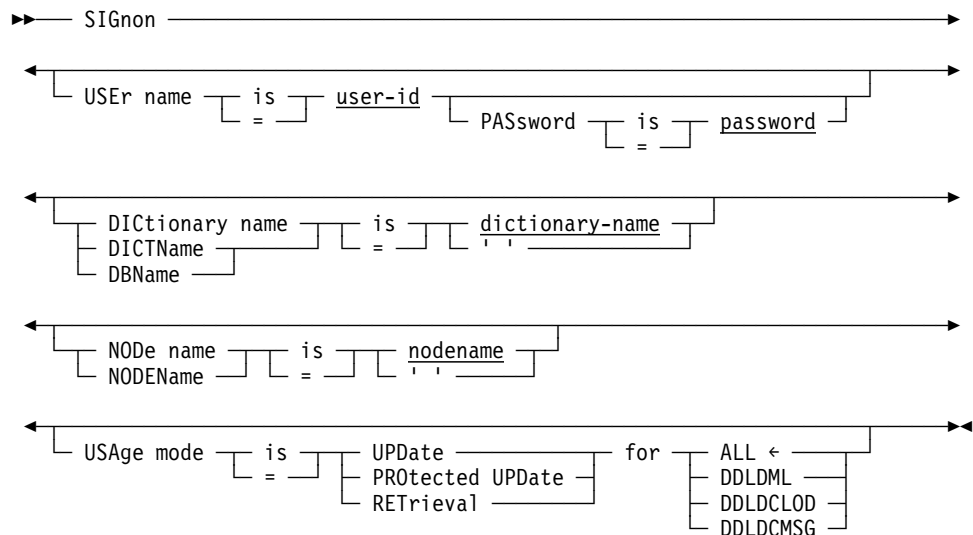 SIGnon
USEr name is user-id
=
PASsword is password
=
DICtionary name is dictionary-name
DICTName = ' '
DBName
NODe name is nodename
NODEName = ' '
USAge mode is UPDate for ALL ←
= PROtected UPDate DDLDML
RETrieval DDLDCLOD
DDLDCMSG